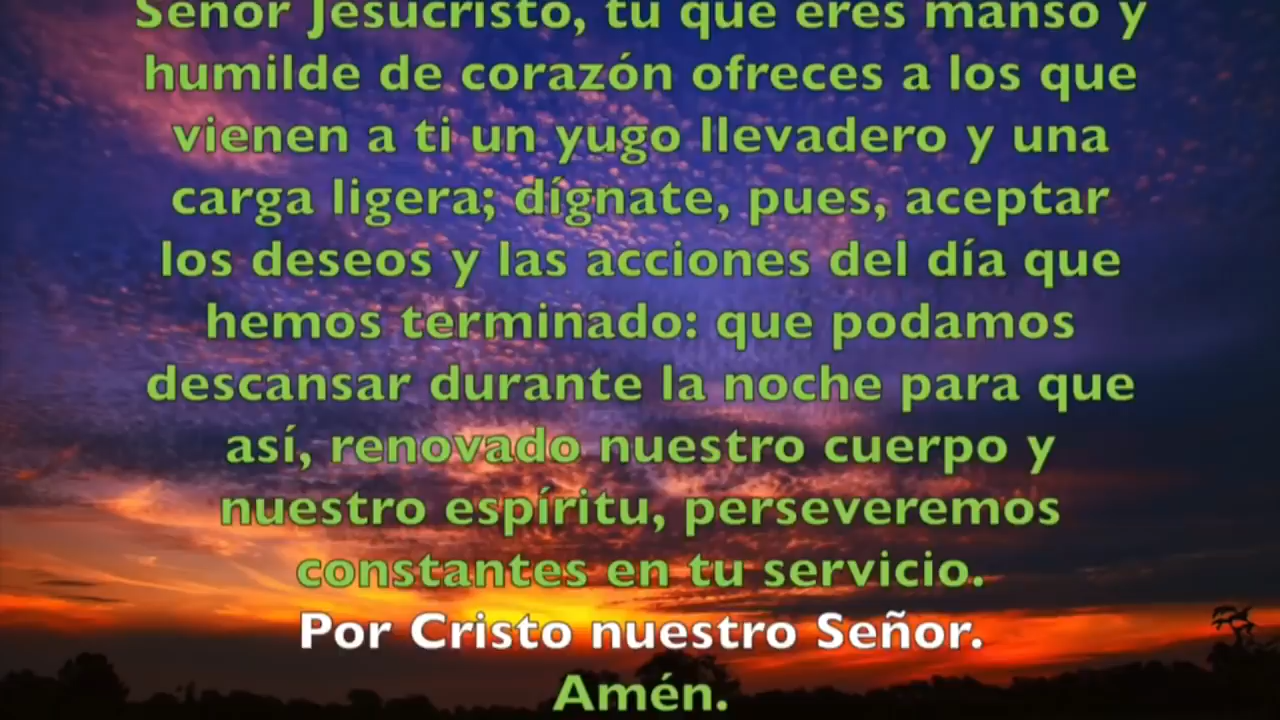 Señor Jesucristo, tú que eres manso y
humilde de corazón ofreces a los que
vienen a ti un yugo llevadero y una
carga ligera; dígnate, pues, aceptar
los deseos y las acciones del día que
hemos terminado: que podamos
descansar durante la noche para que
así, renovado nuestro cuerpo y
nuestro espíritu, perseveremos
constantes en tu servicio.
Por Cristo nuestro Señor.
Amén.